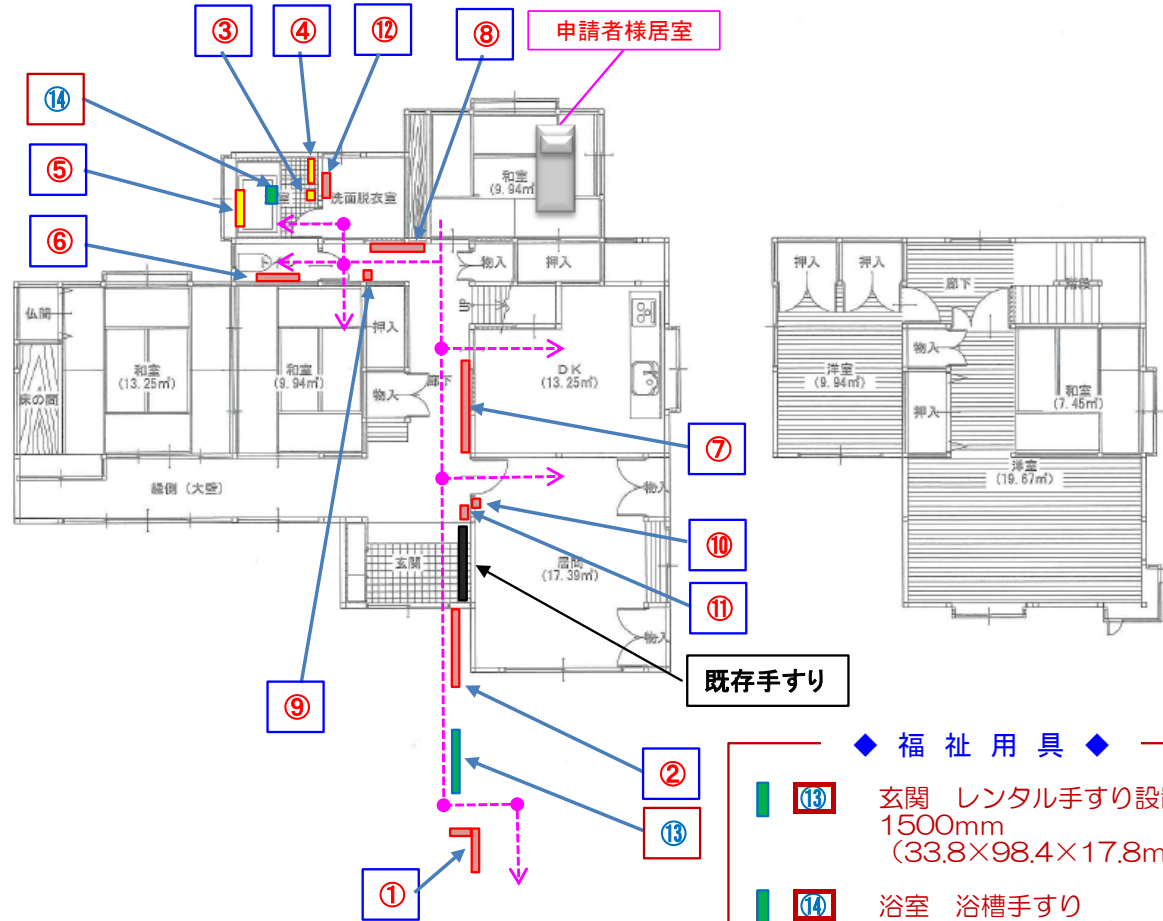 ③
④
⑫
⑧
申請者様居室
⑭
⑤
⑥
和室
(9.94㎡
室
洗面脱衣室
物入
押入
UP
仏間
床の間
和室
(13.25㎡)
和室
(9.94㎡)
押入
物入
廊下
DK
(13.25㎡)
⑦
縁側（大壁）
物入
⑩
玄関
居間
(17.39㎡)
⑪
物入
既存手すり
⑨
②
⑬
①
押入
押入
廊下
階段
物入
洋室
(9.94㎡)
押入
和室
(7.45㎡)
洋室
(19.67㎡)
◆ 福 祉 用 具 ◆
⑬ 玄関　レンタル手すり設
1500mm
（33.8×98.4×17.8m
⑭ 浴室　浴槽手すり